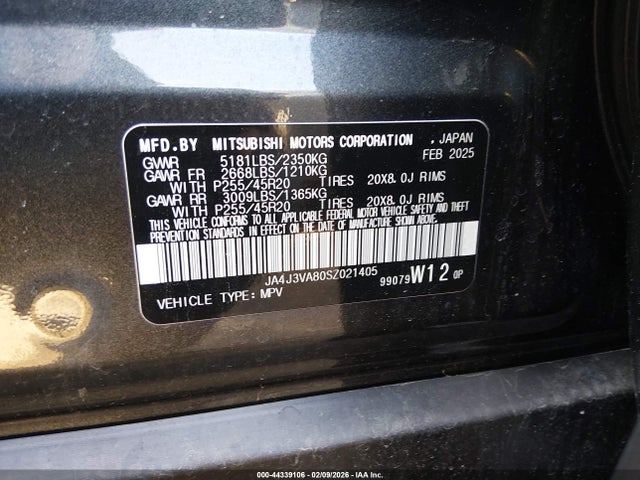 MFD.BY MITSUBISHI MOTORS CORPORATION , JAPAN
GVWR 5181LBS/2350KG FEB 2025
GAWR FR 2668LBS/1210KG
WITH P255/45R20 TIRES 20X8.0J RIMS
GAWR RR 3009LBS/1365KG
WITH P255/45R20 TIRES 20X8.0J RIMS
THIS VEHICLE CONFORMS TO ALL APPLICABLE FEDERAL MOTOR VEHICLE SAFETY AND THEFT
PREVENTION STANDARDS IN EFFECT ON THE DATE OF MANUFACTURE SHOWN ABOVE.
JA4J3VA80SZ021405
99079W12 0P
VEHICLE TYPE: MPV
000-44339106 - 02/09/2026 - IAA Inc.